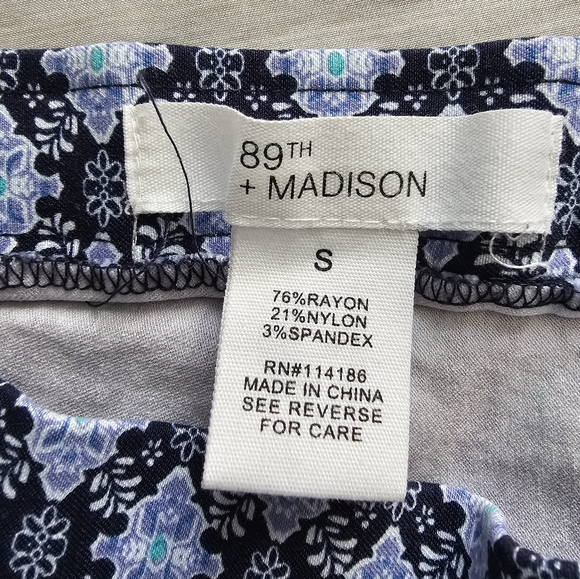 89TH
+ MADISON
S
76%RAYON
21%NYLON
3%SPANDEX
RN#114186
MADE IN CHINA
SEE REVERSE
FOR CARE